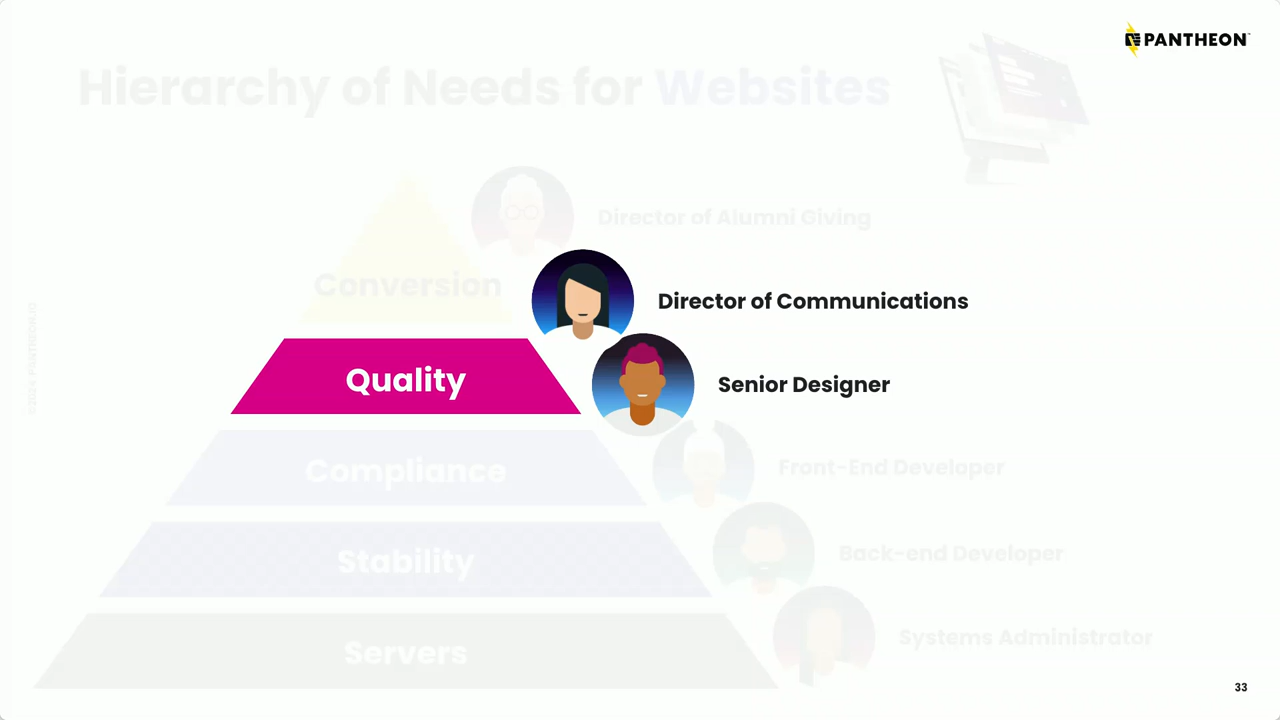 PANTHEON
Hierarchy of Needs for Websites
Director of Alumni Giving
Conversion
Director of Communications
Quality
Senior Designer
Compliance
Front-End Developer
Stability
Back-end Developer
Servers
Systems Administrator
33